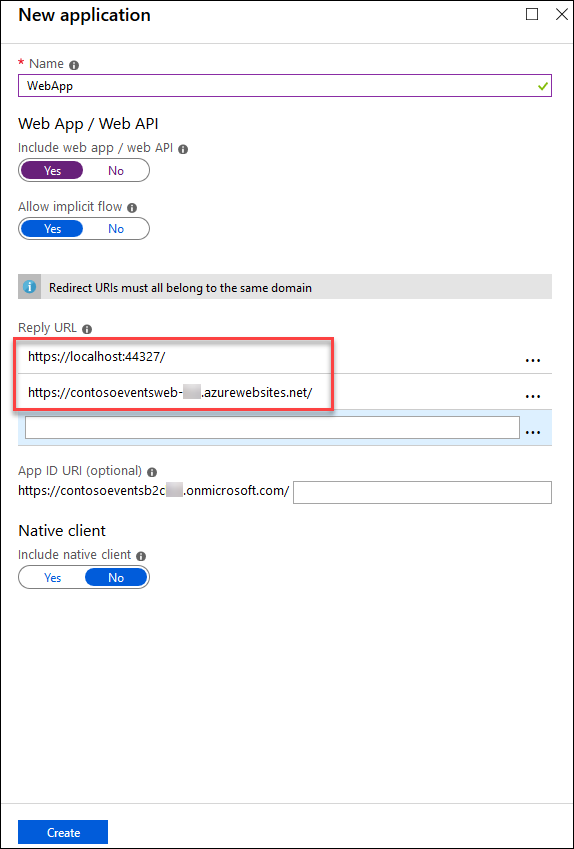 New application
* Name
WebApp
Web App / Web API
Include web app / web API
Yes No
Allow implicit flow
Yes No
Redirect URIs must all belong to the same domain
Reply URL
https://localhost:44327/ ...
https://contosoeventsweb- .azurewebsites.net/ ...
...
App ID URI (optional)
https://contosoeventsb2c .onmicrosoft.com/
Native client
Include native client
Yes No
Create